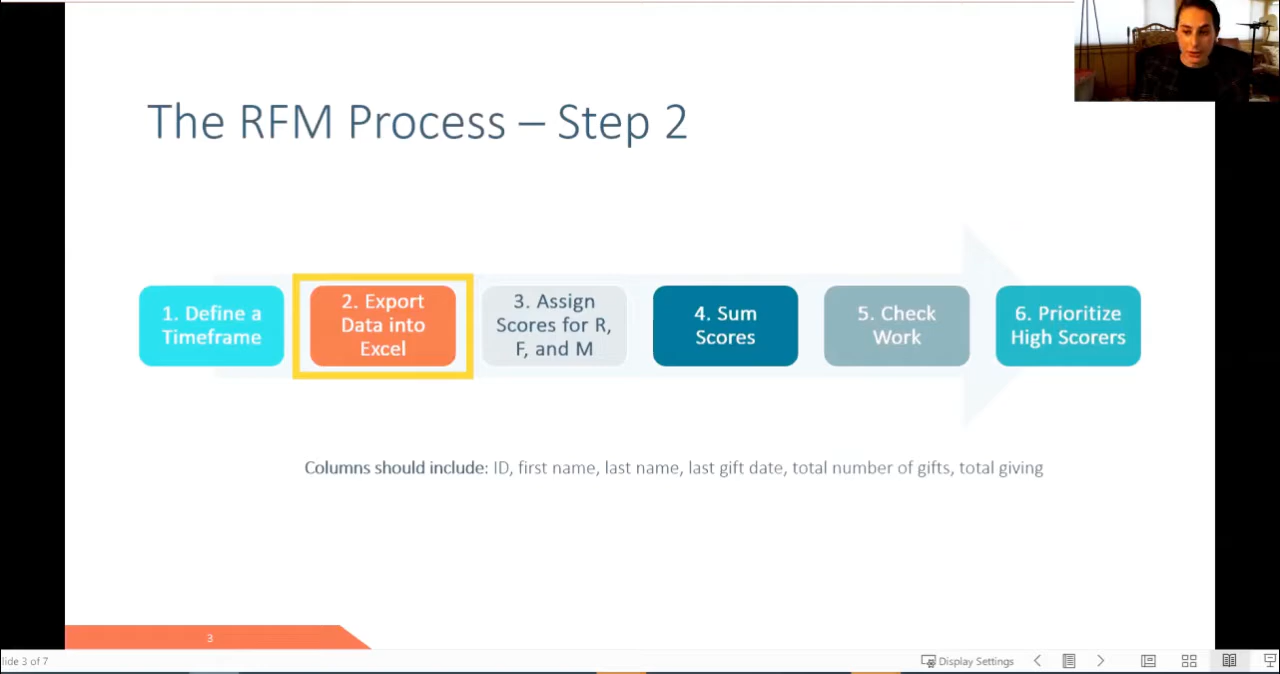 The RFM Process – Step 2
1. Define a
Timeframe
2. Export
Data into
Excel
3. Assign
Scores for R,
F, and M
4. Sum
Scores
5. Check
Work
6. Prioritize
High Scorers
Columns should include: ID, first name, last name, last gift date, total number of gifts, total giving
3
lide 3 of 7
Display Settings